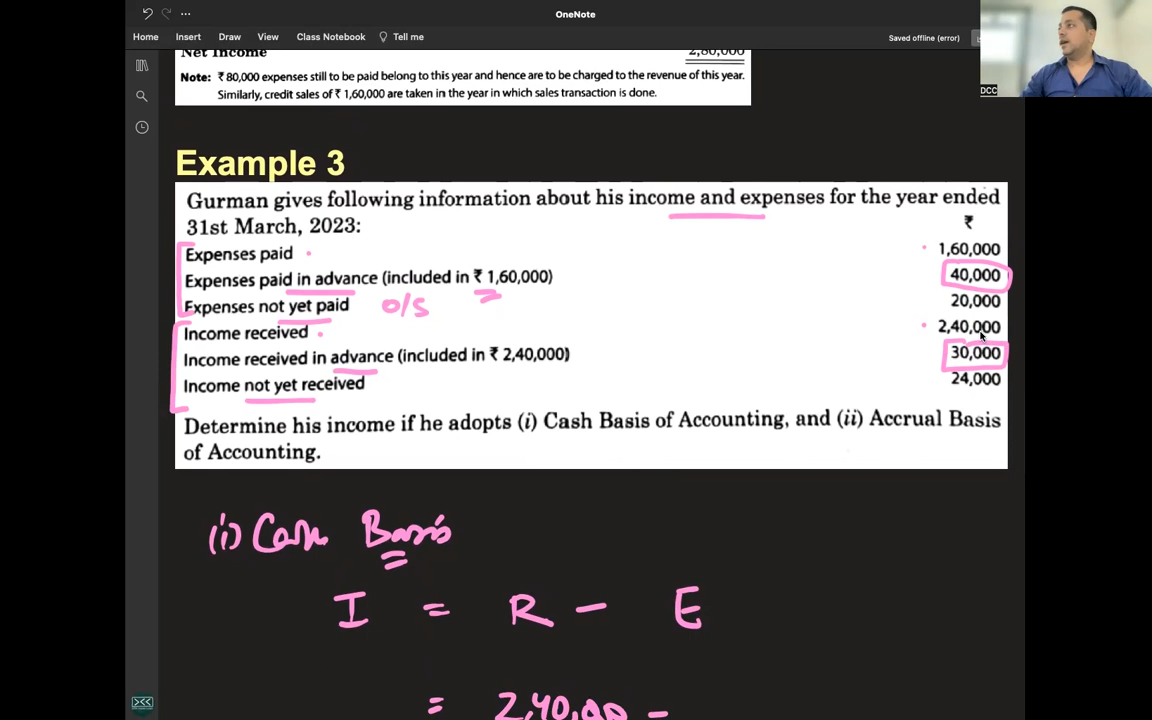 OneNote
Home Insert Draw View Class Notebook Tell me
Saved offline (error)
DCC
Net Income 2,80,000
Note: ₹ 80,000 expenses still to be paid belong to this year and hence are to be charged to the revenue of this year.
Similarly, credit sales of ₹ 1,60,000 are taken in the year in which sales transaction is done.
Example 3
Gurman gives following information about his income and expenses for the year ended
31st March, 2023: ₹
Expenses paid 1,60,000
Expenses paid in advance (included in ₹ 1,60,000) 40,000
Expenses not yet paid O/S 20,000
Income received 2,40,000
Income received in advance (included in ₹ 2,40,000) 30,000
Income not yet received 24,000
Determine his income if he adopts (i) Cash Basis of Accounting, and (ii) Accrual Basis
of Accounting.
(i) Cash Basis
I = R − E
= 2,40,000 −